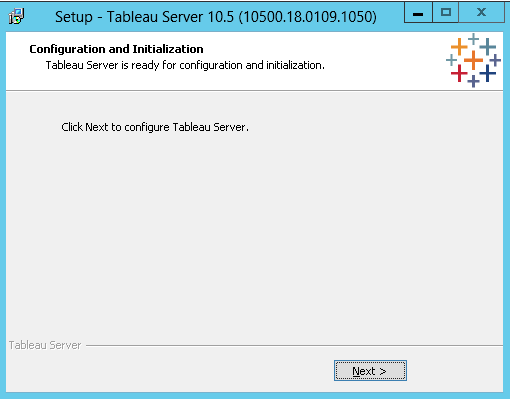 Setup - Tableau Server 10.5 (10500.18.0109.1050)
Configuration and Initialization
Tableau Server is ready for configuration and initialization.
Click Next to configure Tableau Server.
Tableau Server
Next >